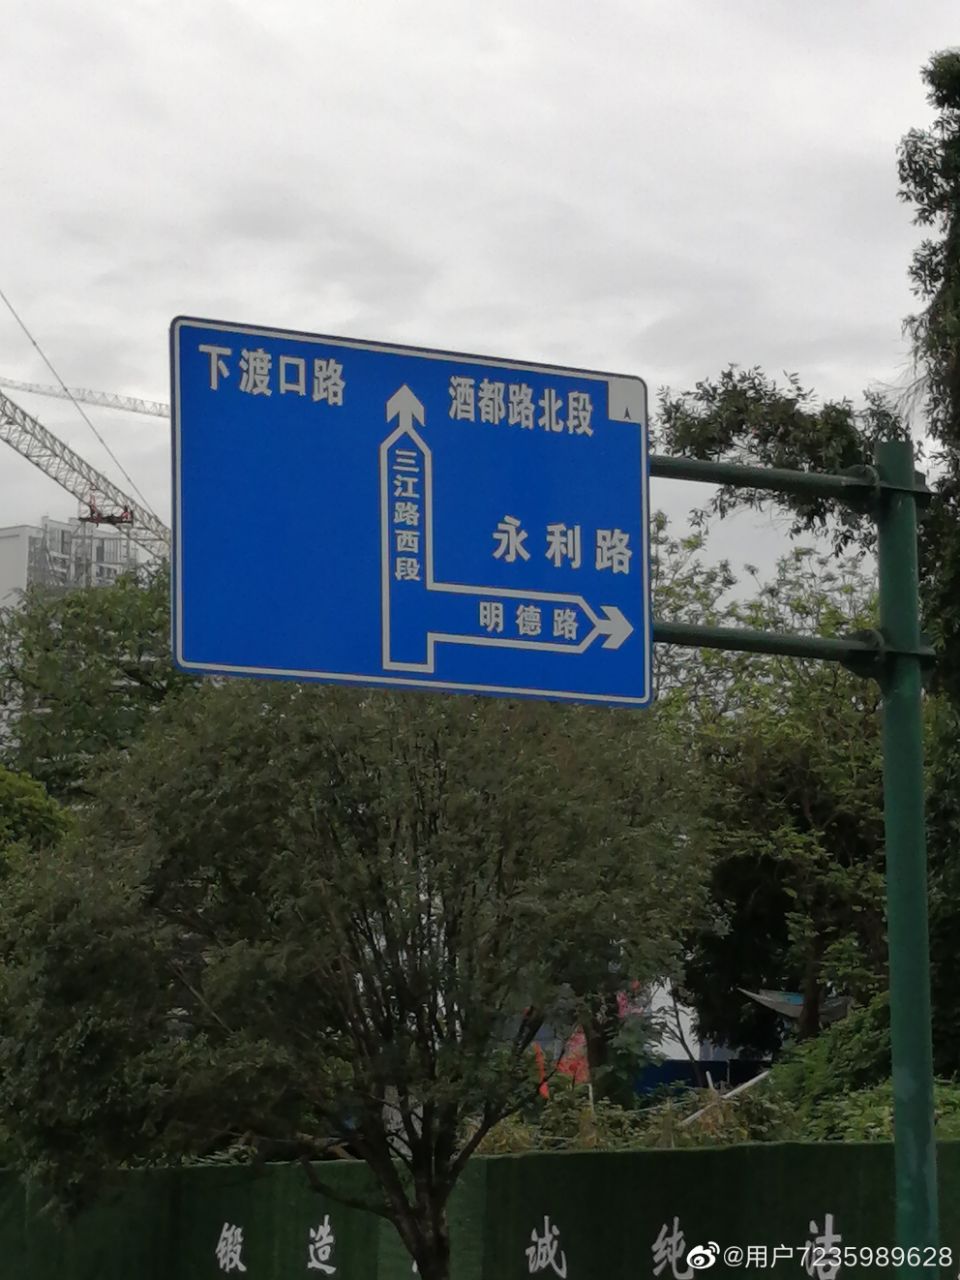 下渡口路
酒都路北段
三江路西段
永利路
明德路
锻造
诚 纯洁
@用户7235989628